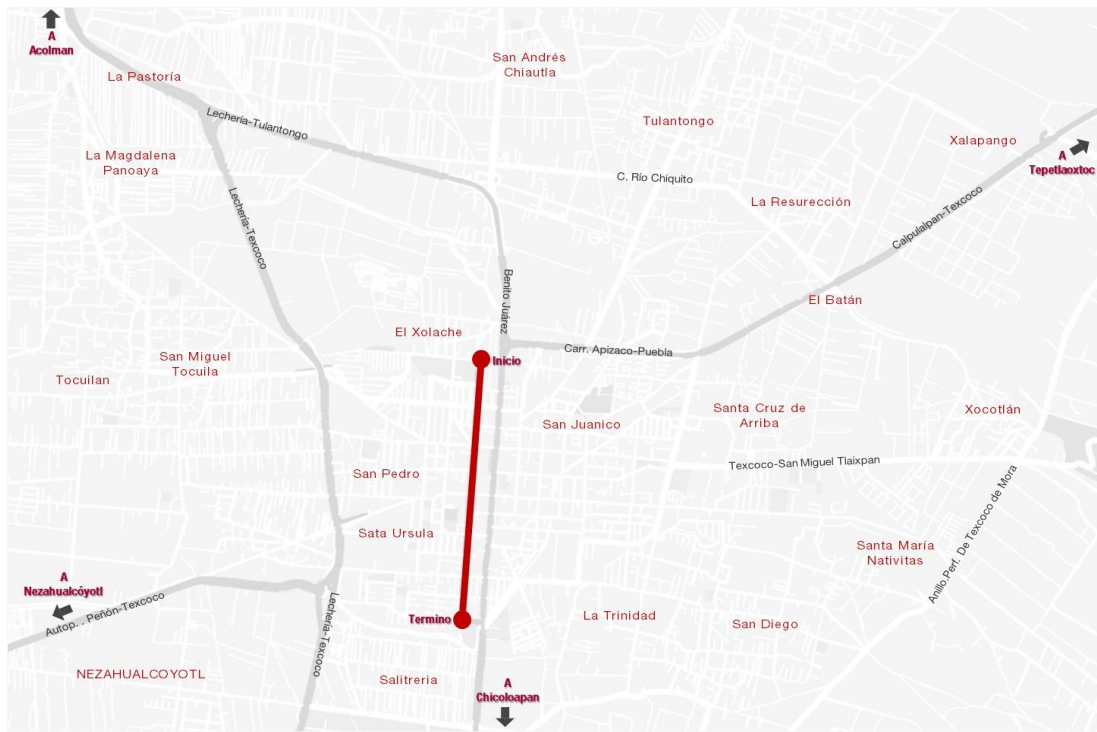 A
Acolman
La Pastoría
San Andrés
Chiautla
Lechería-Tulantongo
Tulantongo
Xalapango
A
Tepetlaoxtoc
La Magdalena
Panoaya
C. Río Chiquito
La Resurección
Lechería-Texcoco
Calpulalpan-Texcoco
Benito Juárez
El Batán
El Xolache
Carr. Apizaco-Puebla
Inicio
San Miguel
Tocuila
Tocuilan
Santa Cruz de
Arriba
Xocotlán
San Juanico
Texcoco-San Miguel Tlaixpan
San Pedro
Anillo.Perf. De Texcoco de Mora
Sata Ursula
Santa María
Nativitas
A
Nezahualcóyotl
Autop. . Peñón-Texcoco
Termino
La Trinidad
San Diego
Lechería-Texcoco
NEZAHUALCOYOTL
Salitreria
A
Chicoloapan